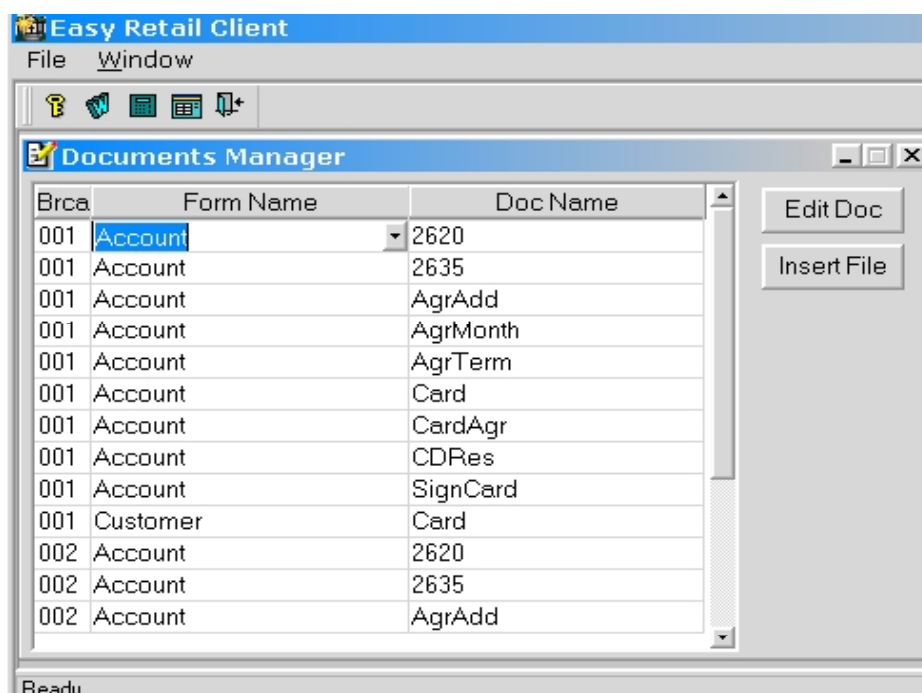 Easy Retail Client
File Window
Documents Manager
Brca Form Name Doc Name
Edit Doc
001 Account 2620
001 Account 2635
Insert File
001 Account AgrAdd
001 Account AgrMonth
001 Account AgrTerm
001 Account Card
001 Account CardAgr
001 Account CDRes
001 Account SignCard
001 Customer Card
002 Account 2620
002 Account 2635
002 Account AgrAdd
Ready